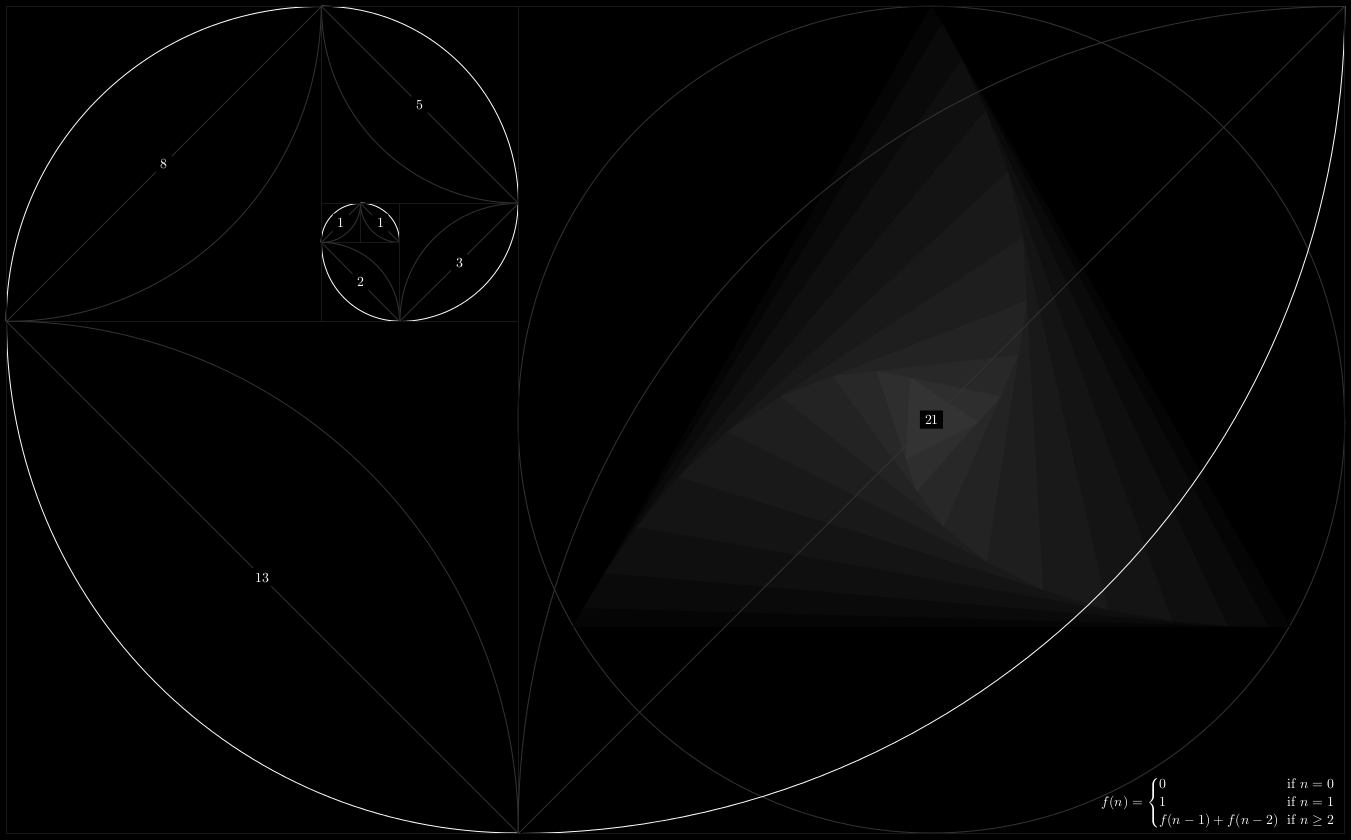 8
5
1
1
3
2
13
21
f(n) = {0 if n = 0
1 if n = 1
f(n − 1) + f(n − 2) if n ≥ 2